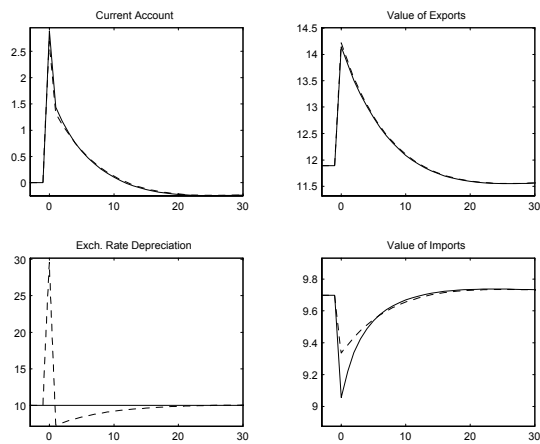 Current Account
2.5
2
1.5
1
0.5
0
0 10 20 30
Value of Exports
14.5
14
13.5
13
12.5
12
11.5
0 10 20 30
Exch. Rate Depreciation
30
25
20
15
10
0 10 20 30
Value of Imports
9.8
9.6
9.4
9.2
9
0 10 20 30